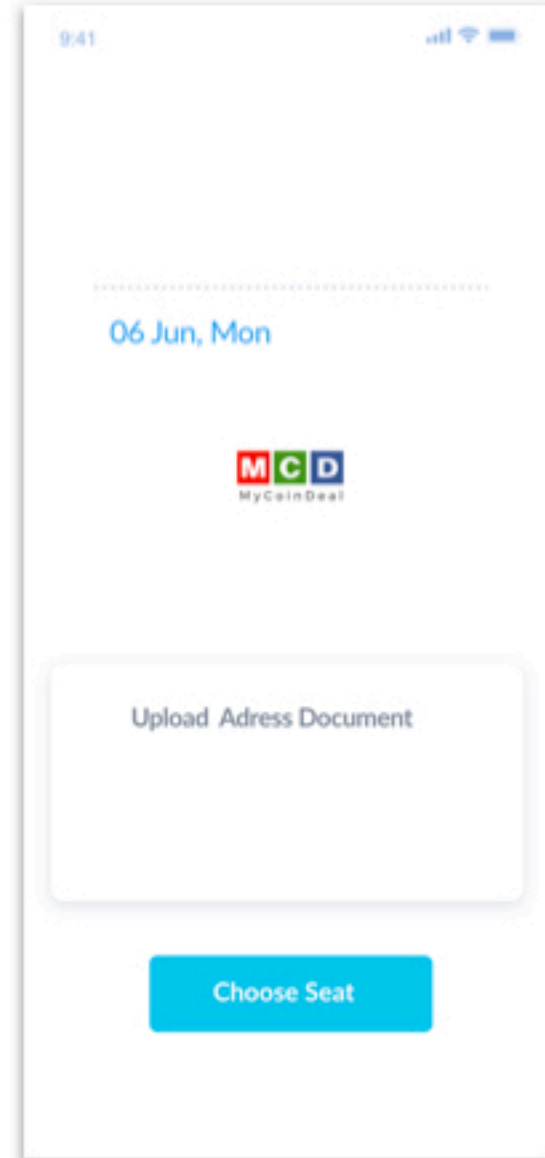 9:41
06 Jun, Mon
MCD
MyCoinDeal
Upload Adress Document
Choose Seat